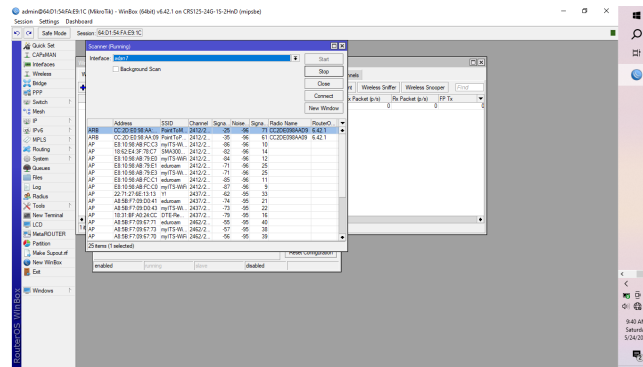 admin@64:D1:54:FA:E9:1C (MikroTik) - WinBox (64bit) v6.42.1 on CRS125-24G-1S-2HnD (mipsbe)
Session Settings Dashboard
Safe Mode Session: 64:D1:54:FA:E9:1C
Quick Set
CAPsMAN
Interfaces
Wireless
Bridge
PPP
Switch
Mesh
IP
IPv6
MPLS
Routing
System
Queues
Files
Log
Radius
Tools
New Terminal
LCD
MetaROUTER
Partition
Make Supout.rif
New WinBox
Exit
Windows
RouterOS WinBox
Scanner (Running)
Interface: wlan1
Background Scan
Start
Stop
Close
Connect
New Window
Address SSID Channel Signa... Noise... Signa... Radio Name RouterO...
ARB CC:2D:E0:98:AA:... PointToM... 2412/2... -25 -96 71 CC2DE098AAD9 6.42.1
ARB CC:2D:E0:98:AA:09 PointToP... 2412/2... -35 -96 61 CC2DE098AA09 6.42.1
AP E8:10:98:AB:FC:C3 myITS-Wi... 2412/2... -86 -96 10
AP 18:62:E4:3F:78:C7 SMA300... 2412/2... -82 -96 14
AP E8:10:98:AB:79:E0 myITS-WiFi 2412/2... -84 -96 12
AP E8:10:98:AB:79:E1 eduroam 2412/2... -71 -96 25
AP E8:10:98:AB:79:E3 myITS-Wi... 2412/2... -71 -96 25
AP E8:10:98:AB:FC:C1 eduroam 2412/2... -85 -96 11
AP E8:10:98:AB:FC:C0 myITS-WiFi 2412/2... -87 -96 9
AP 22:71:27:6E:13:13 Y! 2437/2... -62 -95 33
AP A8:5B:F7:09:D0:41 eduroam 2437/2... -74 -95 21
AP A8:5B:F7:09:D0:43 myITS-Wi... 2437/2... -73 -95 22
AP 18:31:BF:A0:24:CC DTE-Re... 2437/2... -79 -95 16
AP A8:5B:F7:09:67:71 eduroam 2462/2... -55 -95 40
AP A8:5B:F7:09:67:73 myITS-Wi... 2462/2... -57 -95 38
AP A8:5B:F7:09:67:70 myITS-WiFi 2462/2... -56 -95 39
25 items (1 selected)
Wireless Sniffer Wireless Snooper Find
Tx Packet (p/s) Rx Packet (p/s) FP Tx
0 0 0
Reset Configuration
enabled running slave disabled
9:40 AM
Saturday
5/24/20